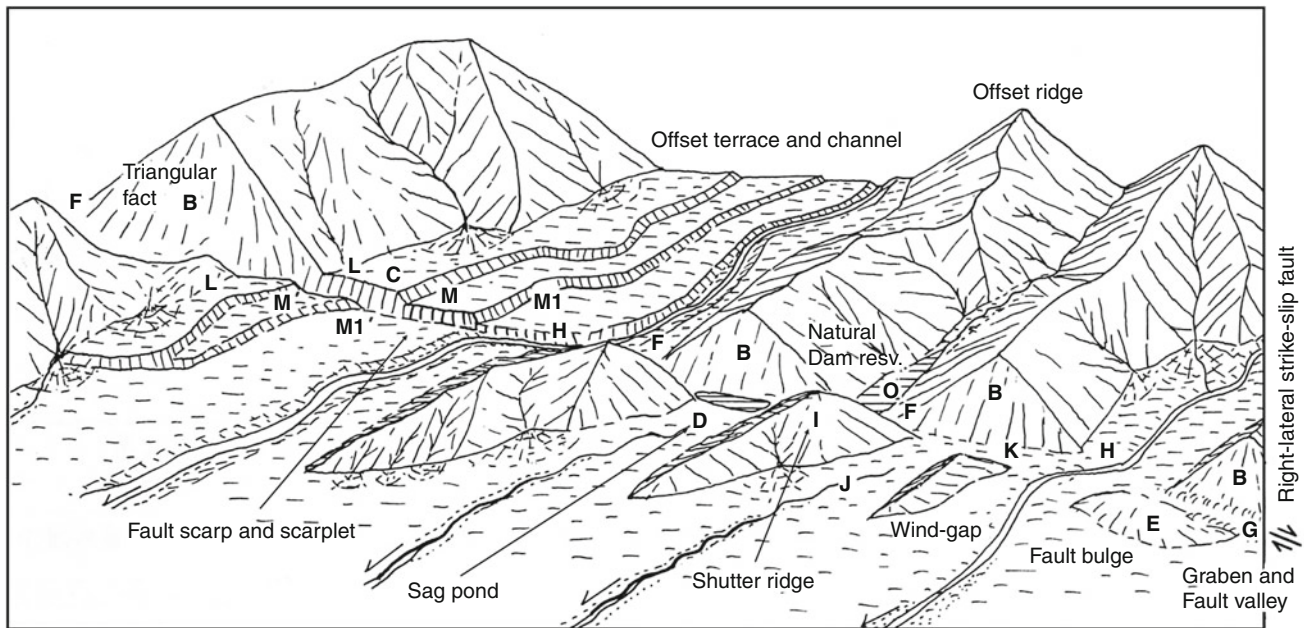 Offset ridge
Offset terrace and channel
Triangular
fact
F
B
L
C
L
M
M
M1
M1
H
F
B
Natural
Dam resv.
O
F
B
D
I
K
H
J
B
E
G
Fault scarp and scarplet
Wind-gap
Fault bulge
Sag pond
Shutter ridge
Graben and
Fault valley
Right-lateral strike-slip fault